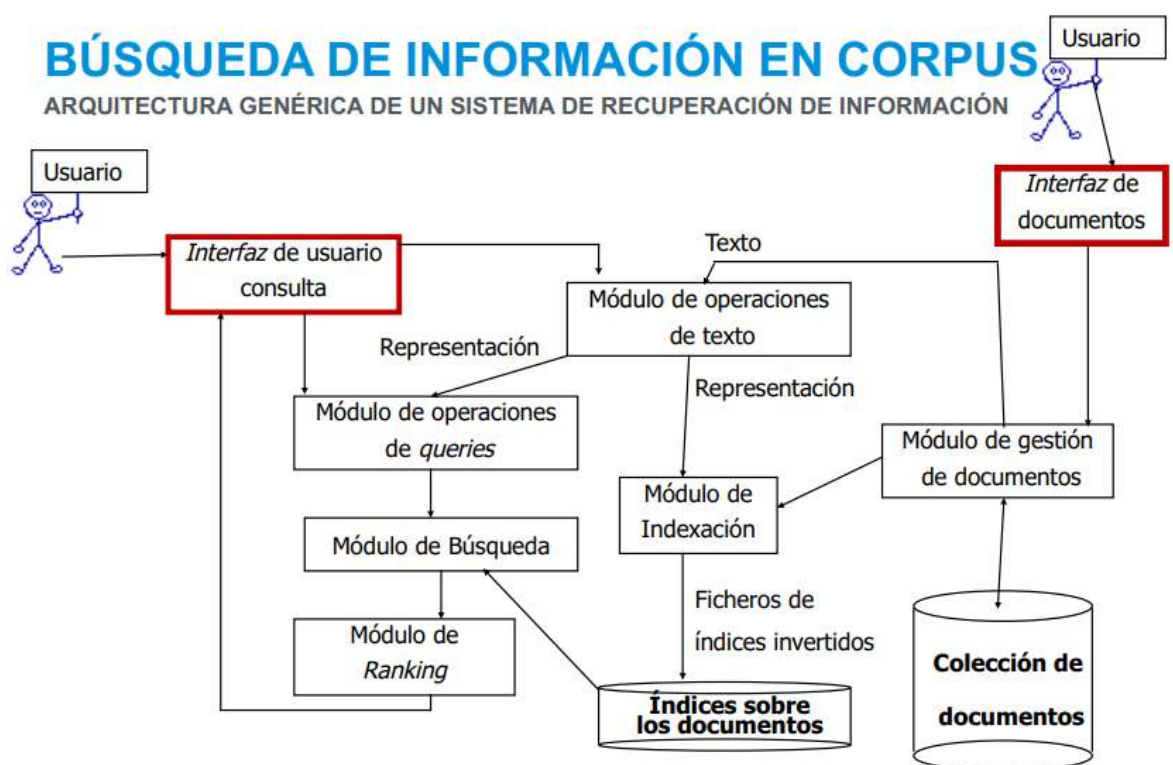 BÚSQUEDA DE INFORMACIÓN EN CORPUS
ARQUITECTURA GENÉRICA DE UN SISTEMA DE RECUPERACIÓN DE INFORMACIÓN
Usuario
Usuario
Interfaz de
documentos
Interfaz de usuario
consulta
Texto
Módulo de operaciones
de texto
Representación
Representación
Módulo de operaciones
de queries
Módulo de gestión
de documentos
Módulo de
Indexación
Módulo de Búsqueda
Ficheros de
índices invertidos
Módulo de
Ranking
Colección de
documentos
Índices sobre
los documentos